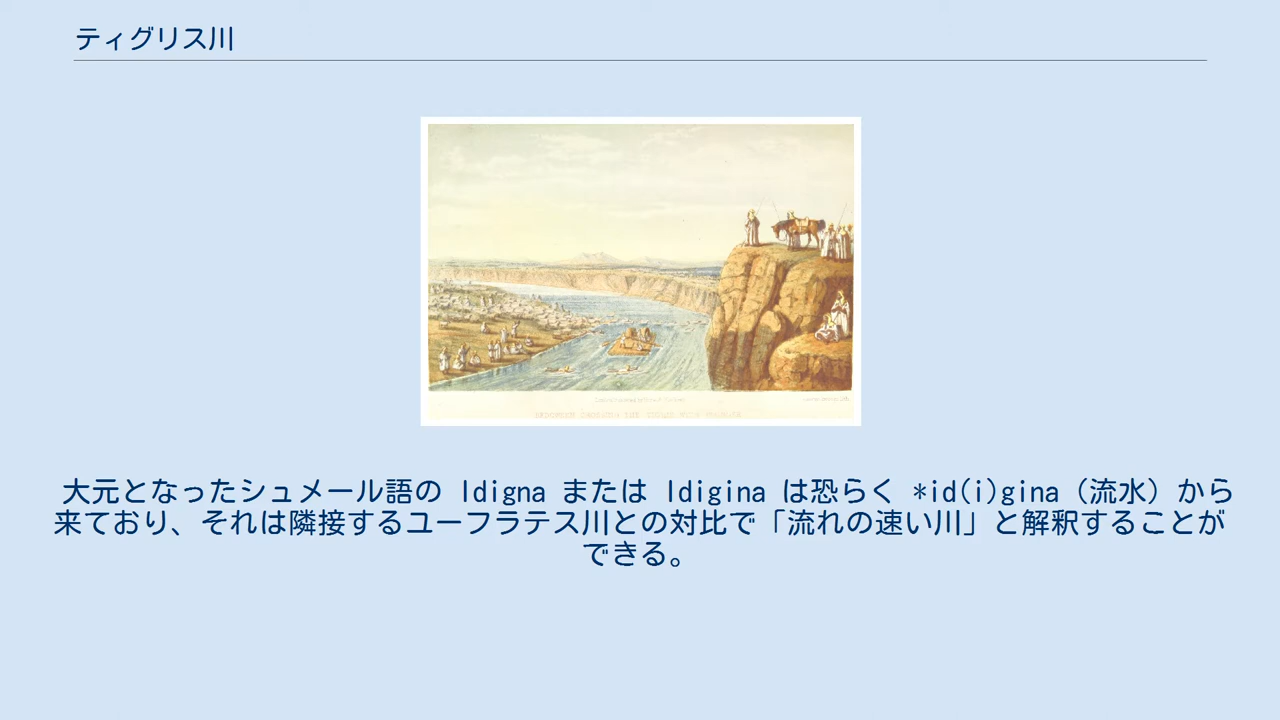 ティグリス川
大元となったシュメール語の Idigna または Idigina は恐らく *id(i)gina（流水）から
来ており、それは隣接するユーフラテス川との対比で「流れの速い川」と解釈することが
できる。